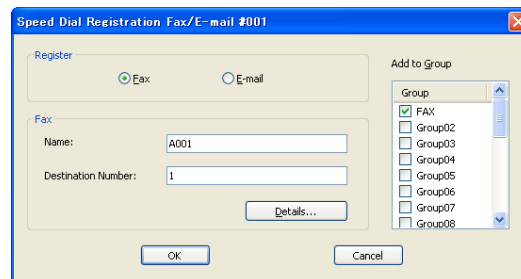 Speed Dial Registration Fax/E-mail #001
Register
Fax
E-mail
Fax
Name:
A001
Destination Number:
1
Details...
Add to Group
Group
FAX
Group02
Group03
Group04
Group05
Group06
Group07
Group08
OK
Cancel